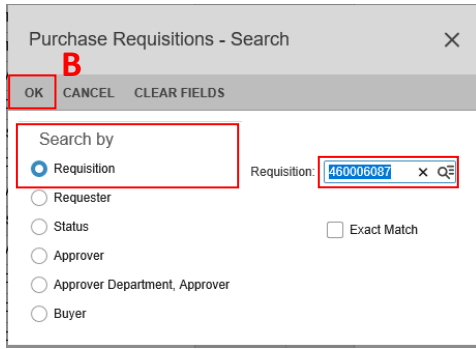 Purchase Requisitions - Search
B
OK CANCEL CLEAR FIELDS
Search by
Requisition Requisition: 460006087
Requester
Status Exact Match
Approver
Approver Department, Approver
Buyer